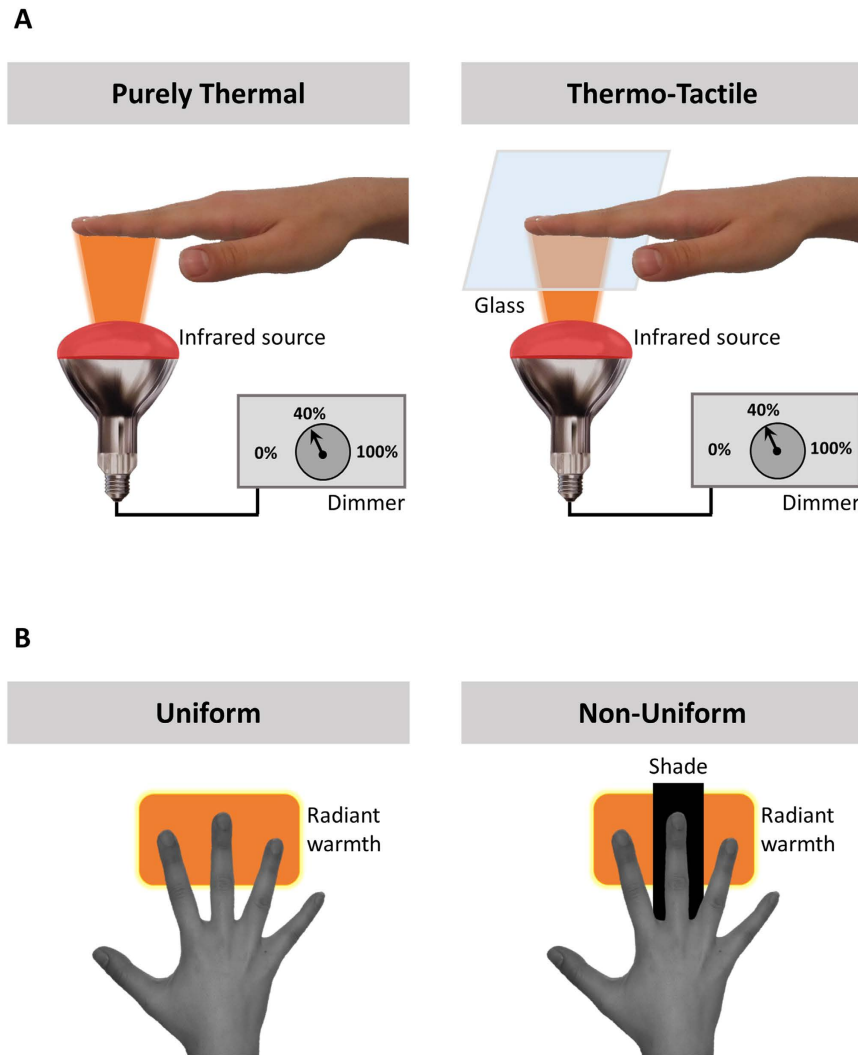 A
Purely Thermal
Thermo-Tactile
Glass
Infrared source
Infrared source
40%
0%
100%
Dimmer
40%
0%
100%
Dimmer
B
Uniform
Non-Uniform
Shade
Radiant
warmth
Radiant
warmth